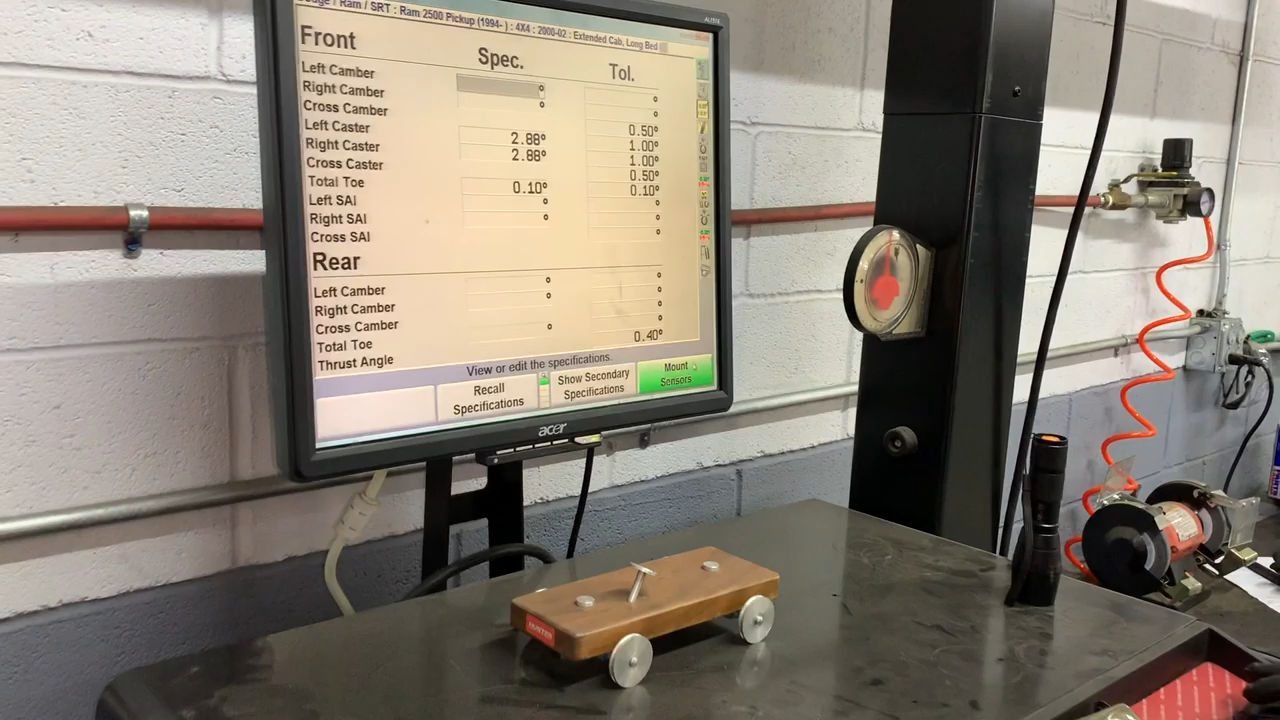 Dodge / Ram / SRT : Ram 2500 Pickup (1994- ) : 4X4 : 2000-02 : Extended Cab, Long Bed
AL1916
Front
Spec.
Tol.
Left Camber
Right Camber
Cross Camber
Left Caster
2.88°
0.50°
Right Caster
2.88°
1.00°
Cross Caster
1.00°
0.50°
Total Toe
0.10°
0.10°
Left SAI
Right SAI
Cross SAI
Rear
Left Camber
Right Camber
Cross Camber
Total Toe
0.40°
Thrust Angle
View or edit the specifications.
Recall
Specifications
Show Secondary
Specifications
Mount
Sensors
acer
HUNTER